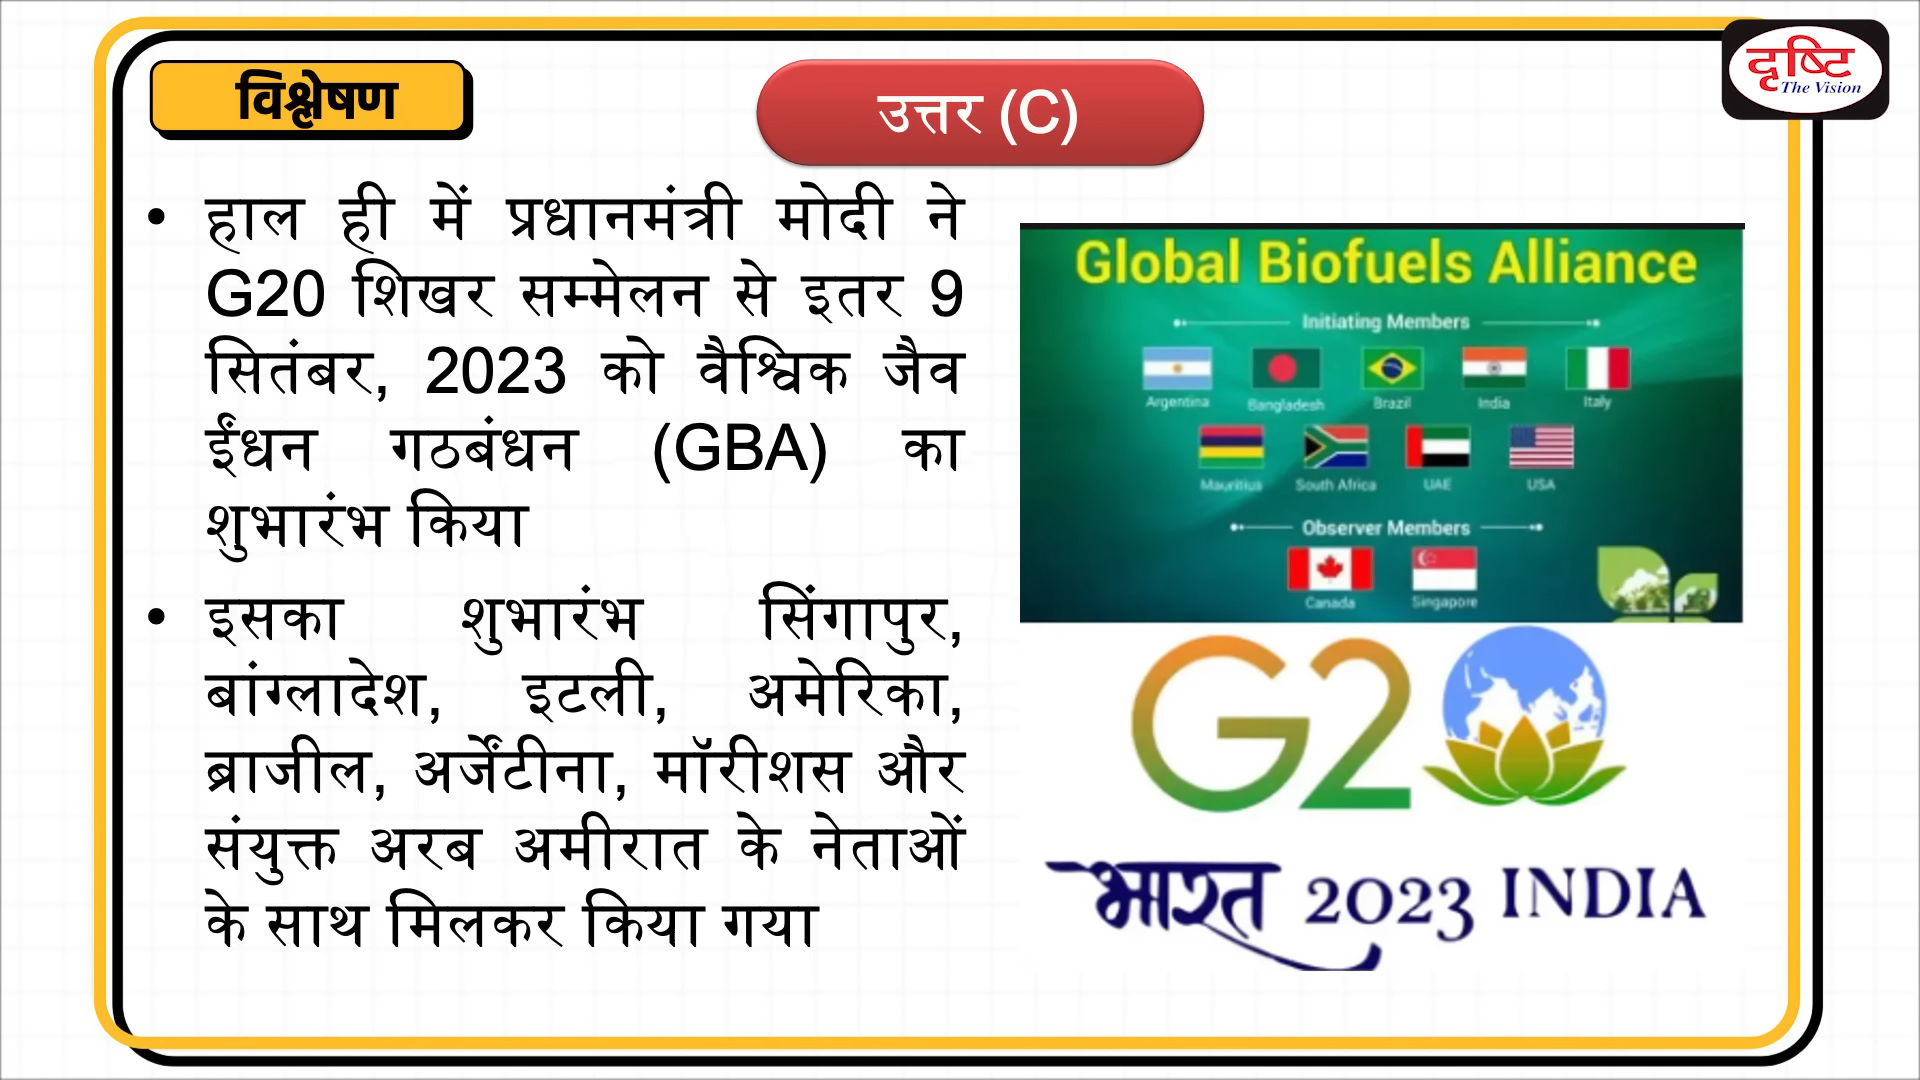 विश्लेषण
उत्तर (C)
दृष्टि
The Vision
• हाल ही में प्रधानमंत्री मोदी ने
G20 शिखर सम्मेलन से इतर 9
सितंबर, 2023 को वैश्विक जैव
ईंधन गठबंधन (GBA) का
शुभारंभ किया
• इसका शुभारंभ सिंगापुर,
बांग्लादेश, इटली, अमेरिका,
ब्राजील, अर्जेंटीना, मॉरीशस और
संयुक्त अरब अमीरात के नेताओं
के साथ मिलकर किया गया
Global Biofuels Alliance
Initiating Members
Argentina Bangladesh Brazil India Italy
Mauritius South Africa UAE USA
Observer Members
Canada Singapore
G20
भारत 2023 INDIA